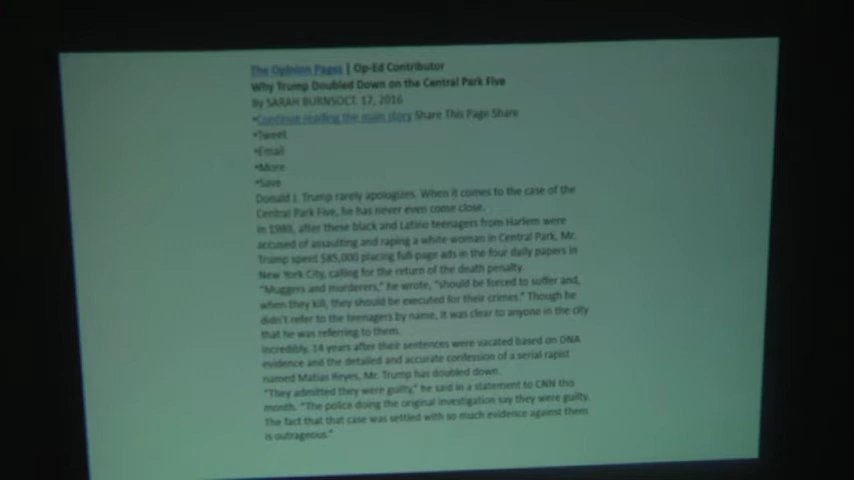 The Opinion Pages | Op-Ed Contributor
Why Trump Doubled Down on the Central Park Five
By SARAH BURNSOCT. 17, 2016
•Continue reading the main story Share This Page Share
•Tweet
•Email
•More
•Save
Donald J. Trump rarely apologizes. When it comes to the case of the
Central Park Five, he has never even come close.
In 1989, after these black and Latino teenagers from Harlem were
accused of assaulting and raping a white woman in Central Park, Mr.
Trump spent $85,000 placing full-page ads in the four daily papers in
New York City, calling for the return of the death penalty.
"Muggers and murderers," he wrote, "should be forced to suffer and,
when they kill, they should be executed for their crimes." Though he
didn't refer to the teenagers by name, it was clear to anyone in the city
that he was referring to them.
Incredibly, 14 years after their sentences were vacated based on DNA
evidence and the detailed and accurate confession of a serial rapist
named Matias Reyes, Mr. Trump has doubled down.
"They admitted they were guilty," he said in a statement to CNN this
month. "The police doing the original investigation say they were guilty.
The fact that that case was settled with so much evidence against them
is outrageous."